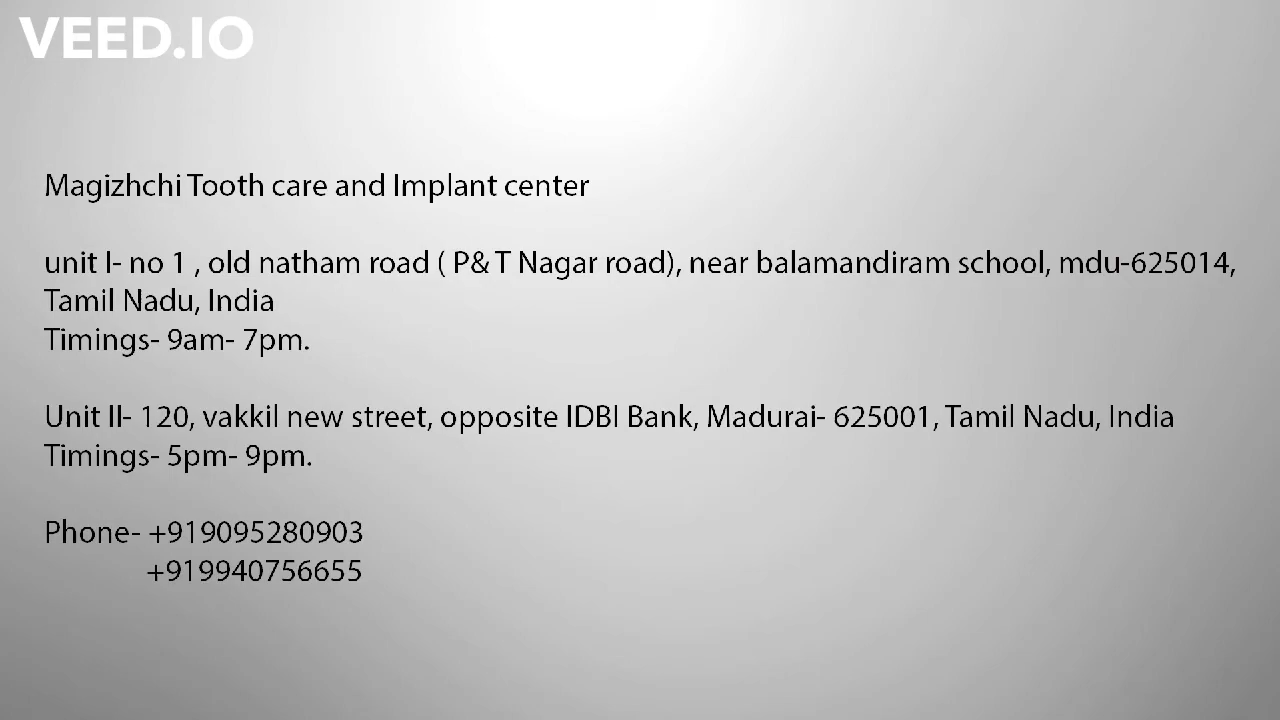 VEED.IO
Magizhchi Tooth care and Implant center
unit I- no 1 , old natham road ( P& T Nagar road), near balamandiram school, mdu-625014,
Tamil Nadu, India
Timings- 9am- 7pm.
Unit II- 120, vakkil new street, opposite IDBI Bank, Madurai- 625001, Tamil Nadu, India
Timings- 5pm- 9pm.
Phone- +919095280903
+919940756655